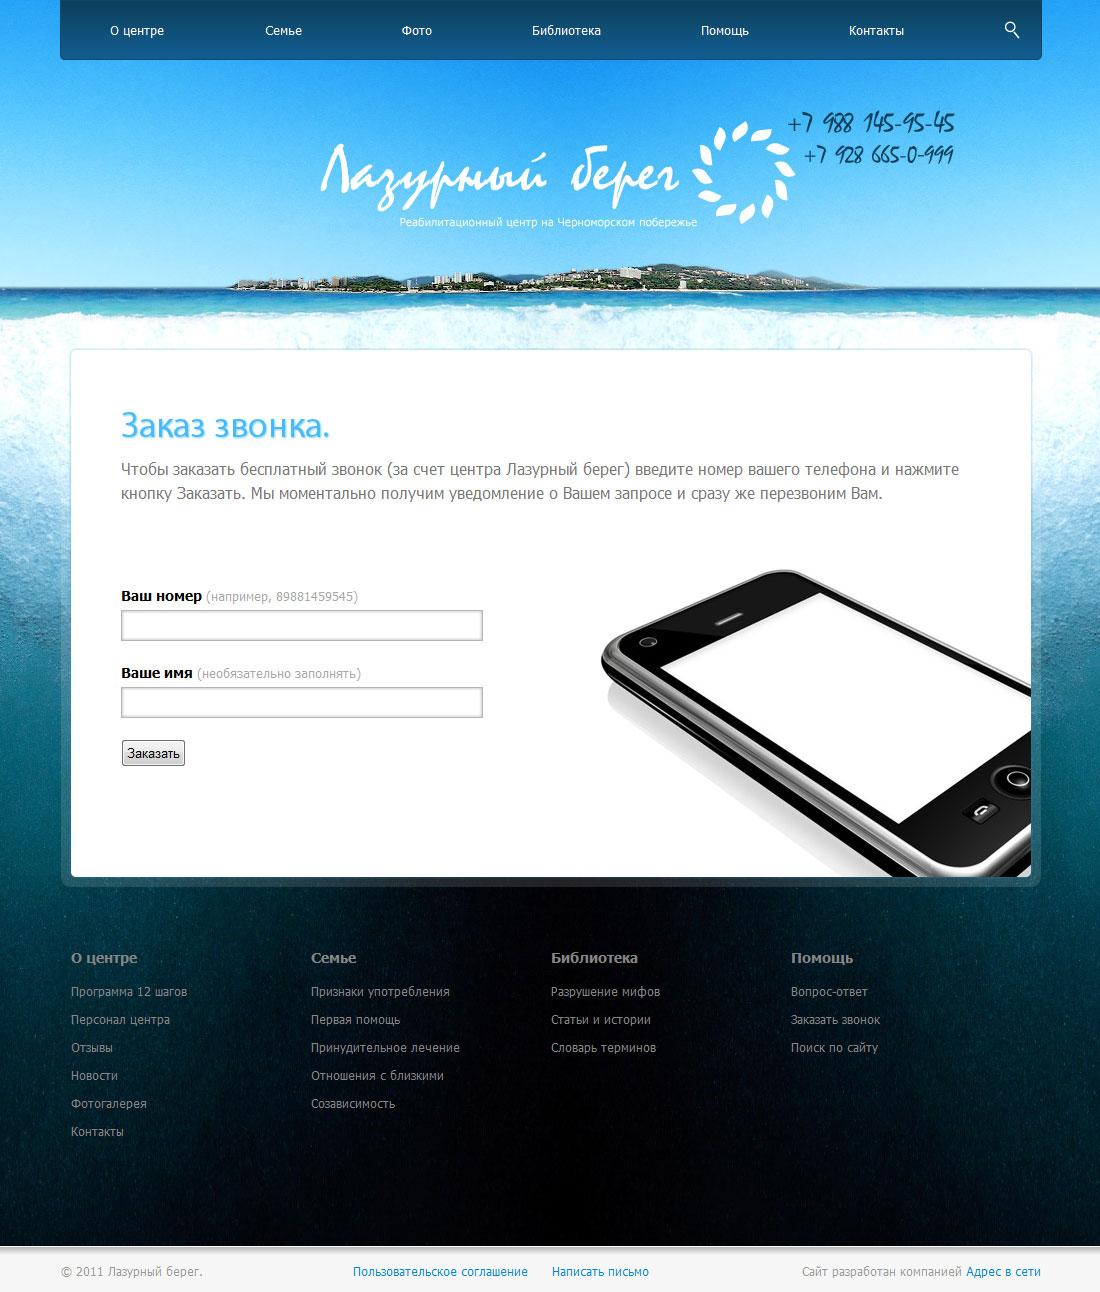 О центре
Семье
Фото
Библиотека
Помощь
Контакты
+7 988 145-95-45
+7 928 665-0-999
Лазурный берег
Реабилитационный центр на Черноморском побережье
Заказ звонка.
Чтобы заказать бесплатный звонок (за счет центра Лазурный берег) введите номер вашего телефона и нажмите
кнопку Заказать. Мы моментально получим уведомление о Вашем запросе и сразу же перезвоним Вам.
Ваш номер (например, 89881459545)
Ваше имя (необязательно заполнять)
Заказать
О центре
Программа 12 шагов
Персонал центра
Отзывы
Новости
Фотогалерея
Контакты
Семье
Признаки употребления
Первая помощь
Принудительное лечение
Отношения с близкими
Созависимость
Библиотека
Разрушение мифов
Статьи и истории
Словарь терминов
Помощь
Вопрос-ответ
Заказать звонок
Поиск по сайту
© 2011 Лазурный берег.
Пользовательское соглашение
Написать письмо
Сайт разработан компанией Адрес в сети